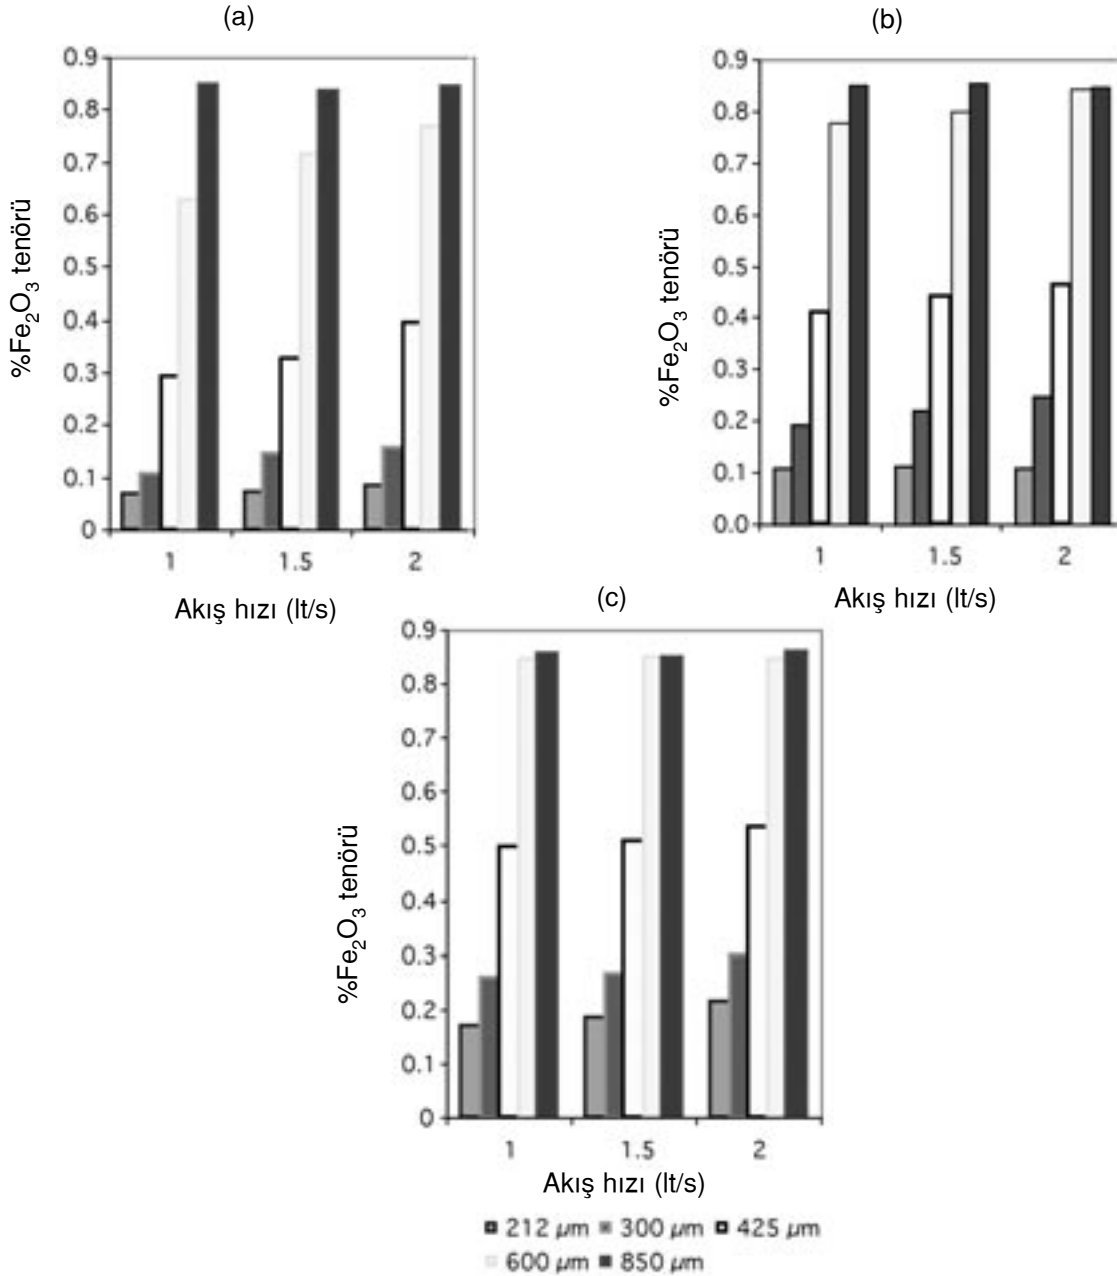 (a)
0.9
0.8
0.7
0.6
0.5
0.4
0.3
0.2
0.1
0
%Fe₂O₃ tenörü
1 1.5 2
Akış hızı (lt/s)
(b)
0.9
0.8
0.7
0.6
0.5
0.4
0.3
0.2
0.1
0.0
%Fe₂O₃ tenörü
1 1.5 2
Akış hızı (lt/s)
(c)
0.9
0.8
0.7
0.6
0.5
0.4
0.3
0.2
0.1
0
%Fe₂O₃ tenörü
1 1.5 2
Akış hızı (lt/s)
212 µm 300 µm 425 µm
600 µm 850 µm